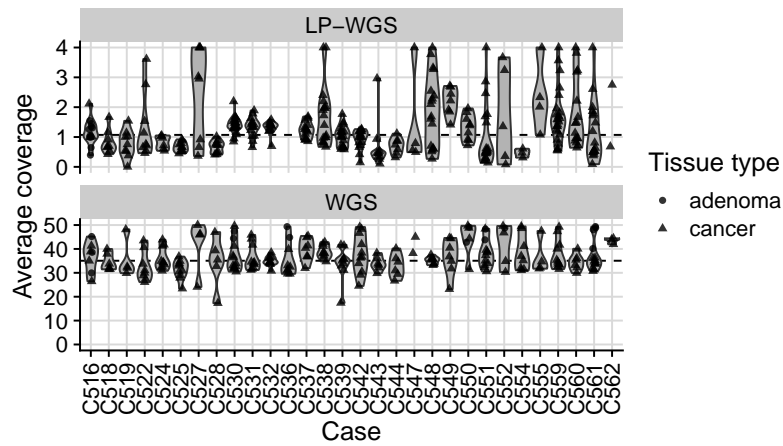 LP−WGS
4
3
2
1
0
WGS
50
40
30
20
10
0
Average coverage
C516 C518 C519 C522 C524 C525 C527 C528 C530 C531 C532 C536 C537 C538 C539 C542 C543 C544 C547 C548 C549 C550 C551 C552 C554 C555 C559 C560 C561 C562
Case
Tissue type
adenoma
cancer